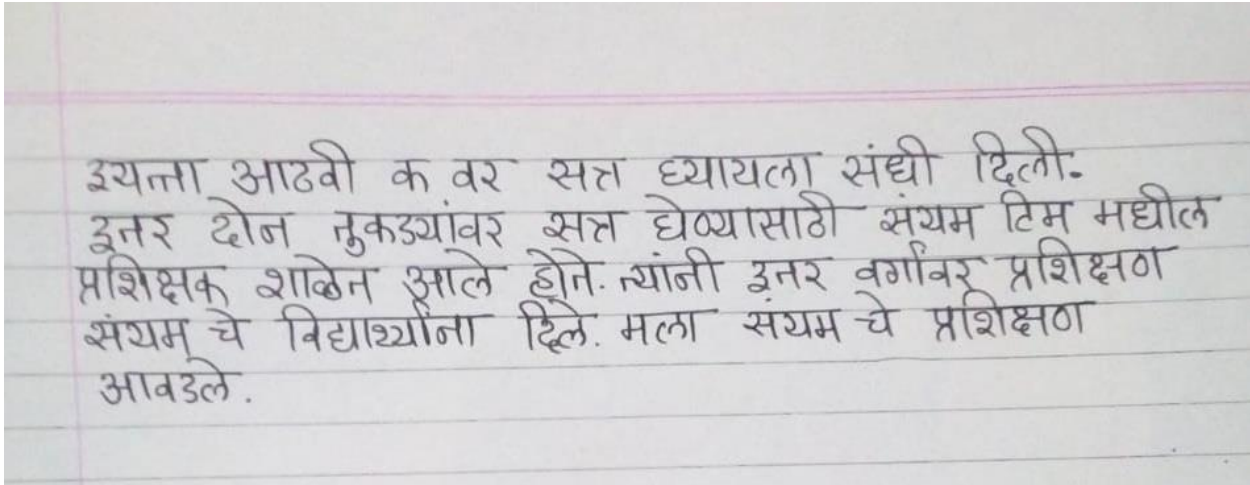 इयत्ता आठवी क वर सत्र घ्यायला संधी दिली.
इतर दोन तुकड्यांवर सत्र घेण्यासाठी संयम टिम मधील
प्रशिक्षक शाळेत आले होते. त्यांनी इतर वर्गांवर प्रशिक्षण
संयम चे विद्यार्थ्यांना दिले. मला संयम चे प्रशिक्षण
आवडले.